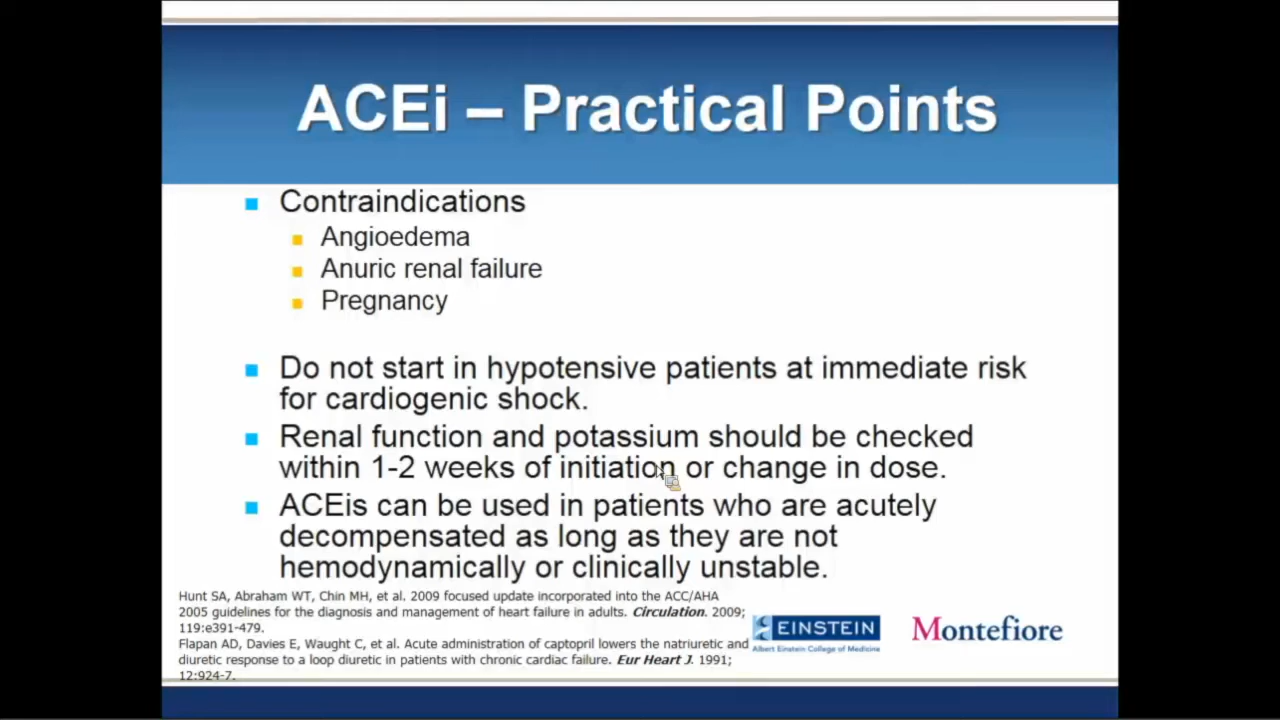 ACEi – Practical Points
Contraindications
Angioedema
Anuric renal failure
Pregnancy
Do not start in hypotensive patients at immediate risk
for cardiogenic shock.
Renal function and potassium should be checked
within 1-2 weeks of initiation or change in dose.
ACEis can be used in patients who are acutely
decompensated as long as they are not
hemodynamically or clinically unstable.
Hunt SA, Abraham WT, Chin MH, et al. 2009 focused update incorporated into the ACC/AHA
2005 guidelines for the diagnosis and management of heart failure in adults. Circulation. 2009;
119:e391-479.
Flapan AD, Davies E, Waught C, et al. Acute administration of captopril lowers the natriuretic and
diuretic response to a loop diuretic in patients with chronic cardiac failure. Eur Heart J. 1991;
12:924-7.
EINSTEIN
Albert Einstein College of Medicine
Montefiore